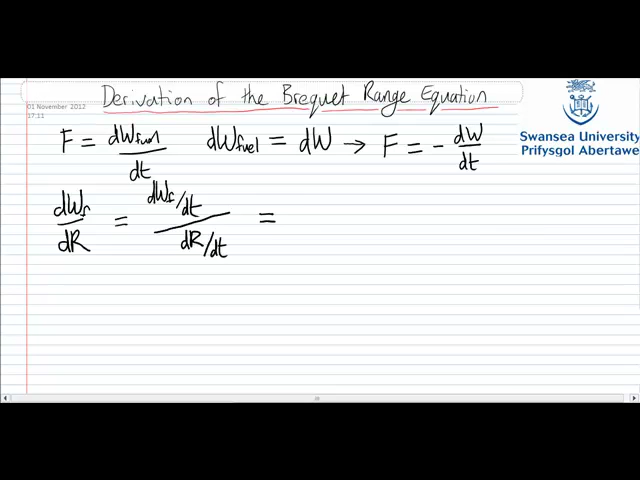 Derivation of the Breguet Range Equation
01 November 2012
17:11
F = dWfuel/dt dWfuel = dW → F = - dW/dt
Swansea University
Prifysgol Abertawe
dWf/dR = (dWf/dt)/(dR/dt) =